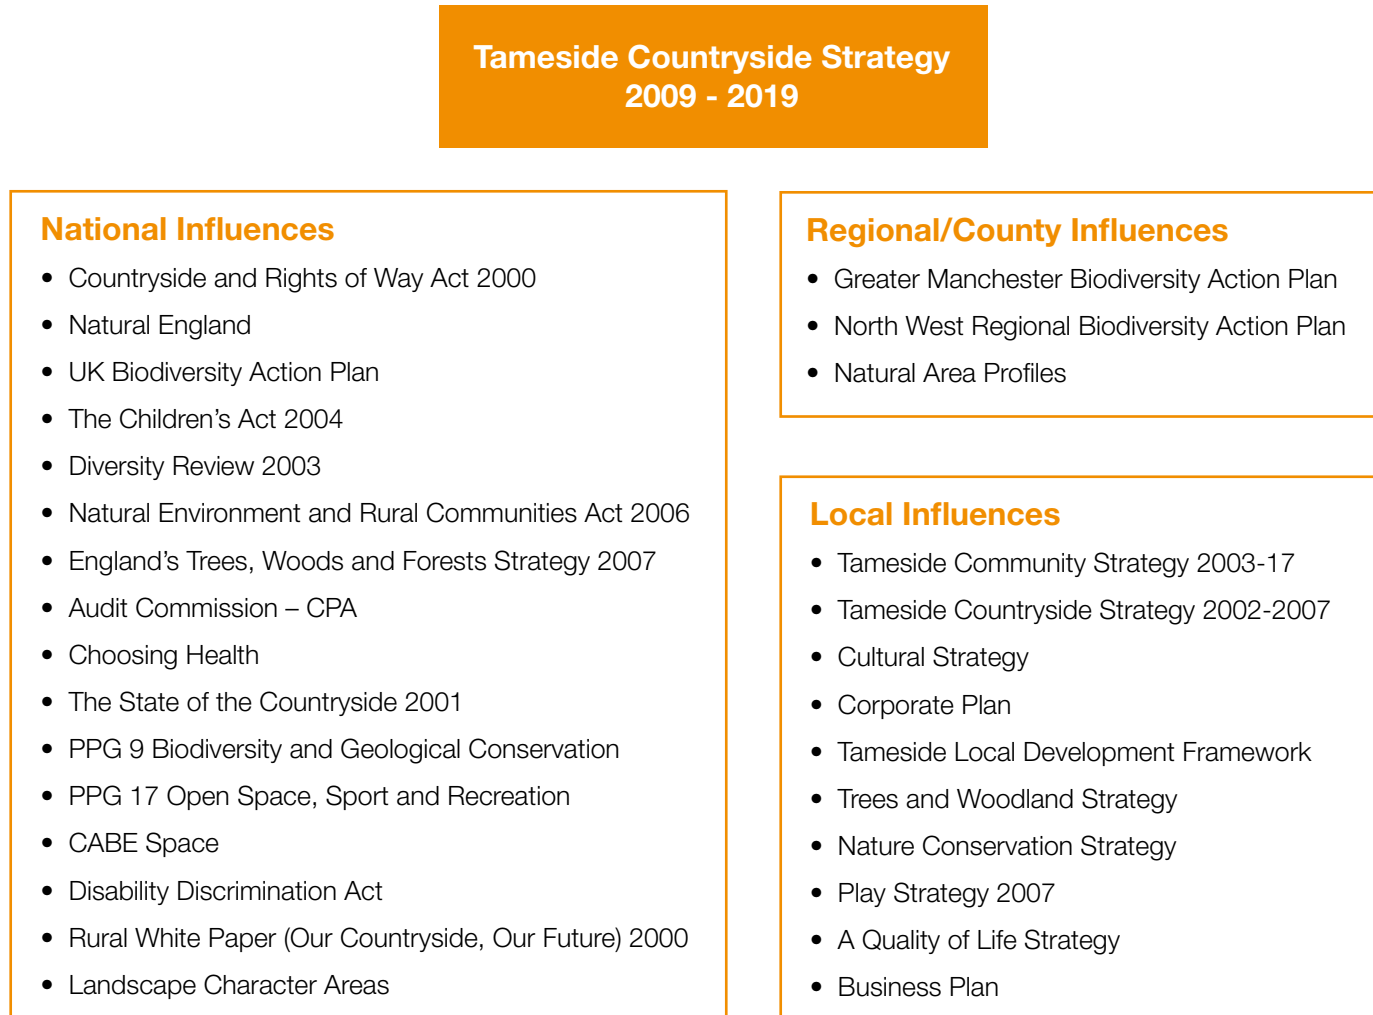 Tameside Countryside Strategy
2009 - 2019
National Influences
• Countryside and Rights of Way Act 2000
• Natural England
• UK Biodiversity Action Plan
• The Children’s Act 2004
• Diversity Review 2003
• Natural Environment and Rural Communities Act 2006
• England’s Trees, Woods and Forests Strategy 2007
• Audit Commission – CPA
• Choosing Health
• The State of the Countryside 2001
• PPG 9 Biodiversity and Geological Conservation
• PPG 17 Open Space, Sport and Recreation
• CABE Space
• Disability Discrimination Act
• Rural White Paper (Our Countryside, Our Future) 2000
• Landscape Character Areas
Regional/County Influences
• Greater Manchester Biodiversity Action Plan
• North West Regional Biodiversity Action Plan
• Natural Area Profiles
Local Influences
• Tameside Community Strategy 2003-17
• Tameside Countryside Strategy 2002-2007
• Cultural Strategy
• Corporate Plan
• Tameside Local Development Framework
• Trees and Woodland Strategy
• Nature Conservation Strategy
• Play Strategy 2007
• A Quality of Life Strategy
• Business Plan